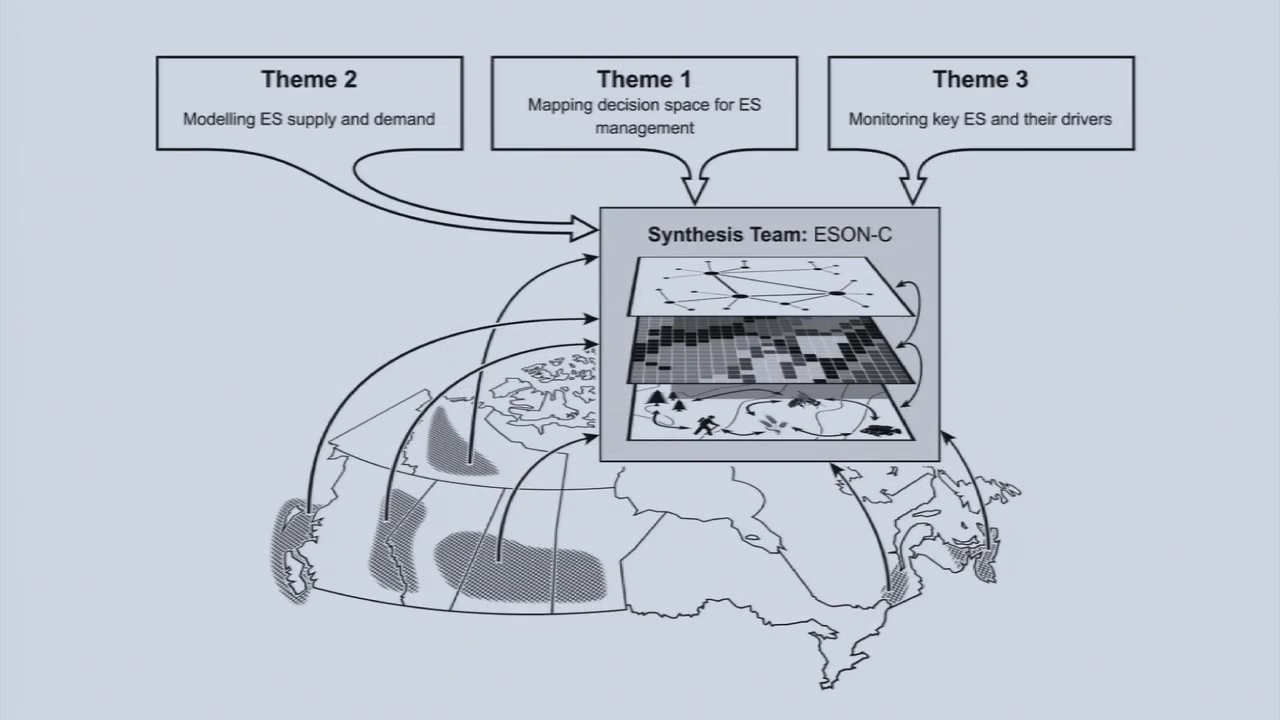 Theme 2
Modelling ES supply and demand
Theme 1
Mapping decision space for ES
management
Theme 3
Monitoring key ES and their drivers
Synthesis Team: ESON-C